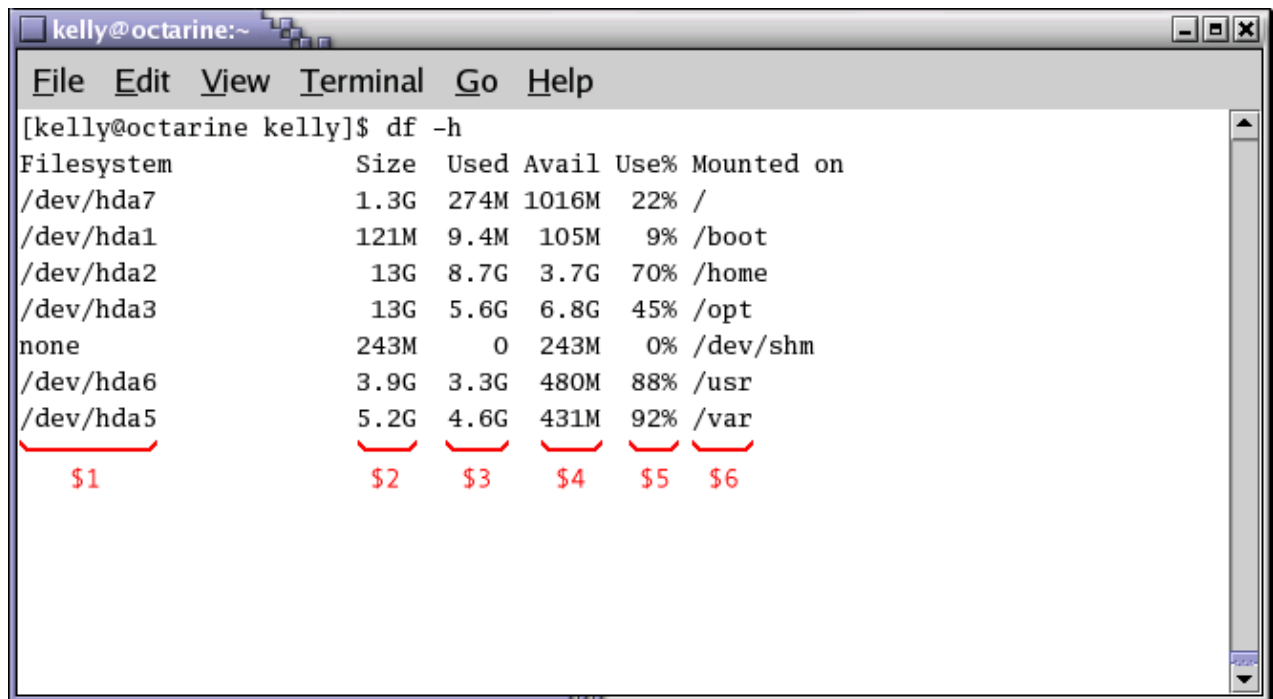 kelly@octarine:~
File Edit View Terminal Go Help
[kelly@octarine kelly]$ df -h
Filesystem Size Used Avail Use% Mounted on
/dev/hda7 1.3G 274M 1016M 22% /
/dev/hda1 121M 9.4M 105M 9% /boot
/dev/hda2 13G 8.7G 3.7G 70% /home
/dev/hda3 13G 5.6G 6.8G 45% /opt
none 243M 0 243M 0% /dev/shm
/dev/hda6 3.9G 3.3G 480M 88% /usr
/dev/hda5 5.2G 4.6G 431M 92% /var
$1 $2 $3 $4 $5 $6